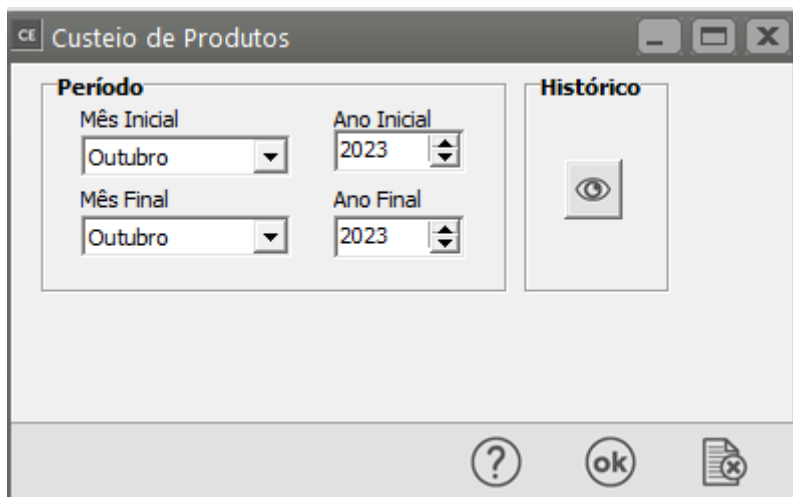 CE Custeio de Produtos
Período
Mês Inicial
Ano Inicial
Outubro
2023
Mês Final
Ano Final
Outubro
2023
Histórico
?
ok